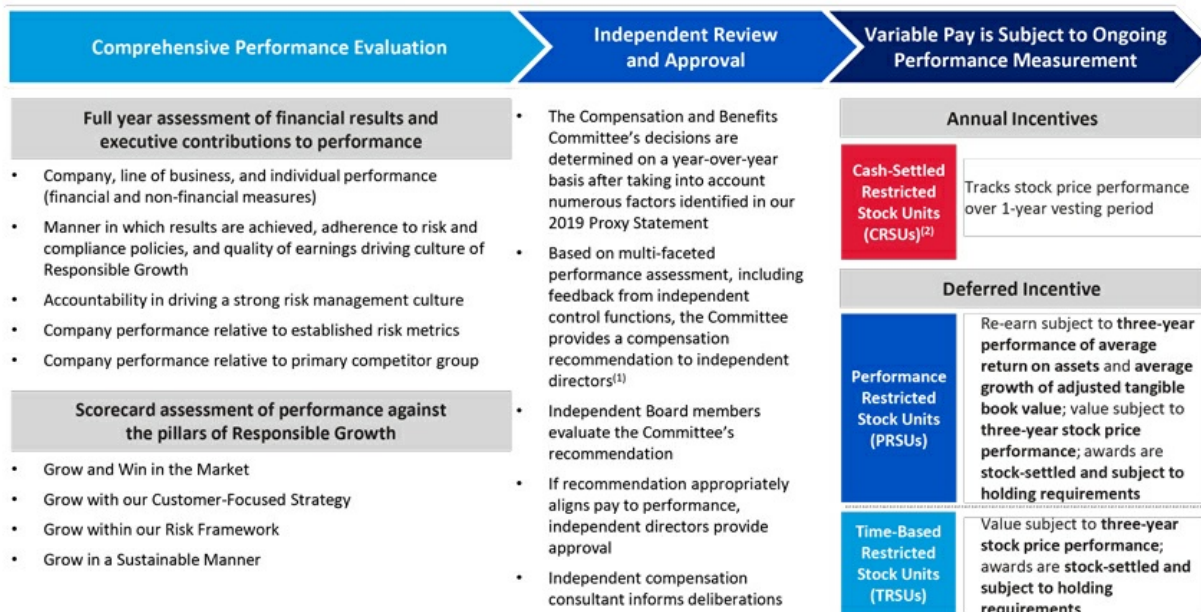 Comprehensive Performance Evaluation
Independent Review
and Approval
Variable Pay is Subject to Ongoing
Performance Measurement
Full year assessment of financial results and
executive contributions to performance
• Company, line of business, and individual performance
(financial and non-financial measures)
• Manner in which results are achieved, adherence to risk and
compliance policies, and quality of earnings driving culture of
Responsible Growth
• Accountability in driving a strong risk management culture
• Company performance relative to established risk metrics
• Company performance relative to primary competitor group
Scorecard assessment of performance against
the pillars of Responsible Growth
• Grow and Win in the Market
• Grow with our Customer-Focused Strategy
• Grow within our Risk Framework
• Grow in a Sustainable Manner
• The Compensation and Benefits
Committee's decisions are
determined on a year-over-year
basis after taking into account
numerous factors identified in our
2019 Proxy Statement
• Based on multi-faceted
performance assessment, including
feedback from independent
control functions, the Committee
provides a compensation
recommendation to independent
directors(1)
• Independent Board members
evaluate the Committee's
recommendation
• If recommendation appropriately
aligns pay to performance,
independent directors provide
approval
• Independent compensation
consultant informs deliberations
Annual Incentives
Cash-Settled
Restricted
Stock Units
(CRSUs)(2)
Tracks stock price performance
over 1-year vesting period
Deferred Incentive
Performance
Restricted
Stock Units
(PRSUs)
Re-earn subject to three-year
performance of average
return on assets and average
growth of adjusted tangible
book value; value subject to
three-year stock price
performance; awards are
stock-settled and subject to
holding requirements
Time-Based
Restricted
Stock Units
(TRSUs)
Value subject to three-year
stock price performance;
awards are stock-settled and
subject to holding
requirements